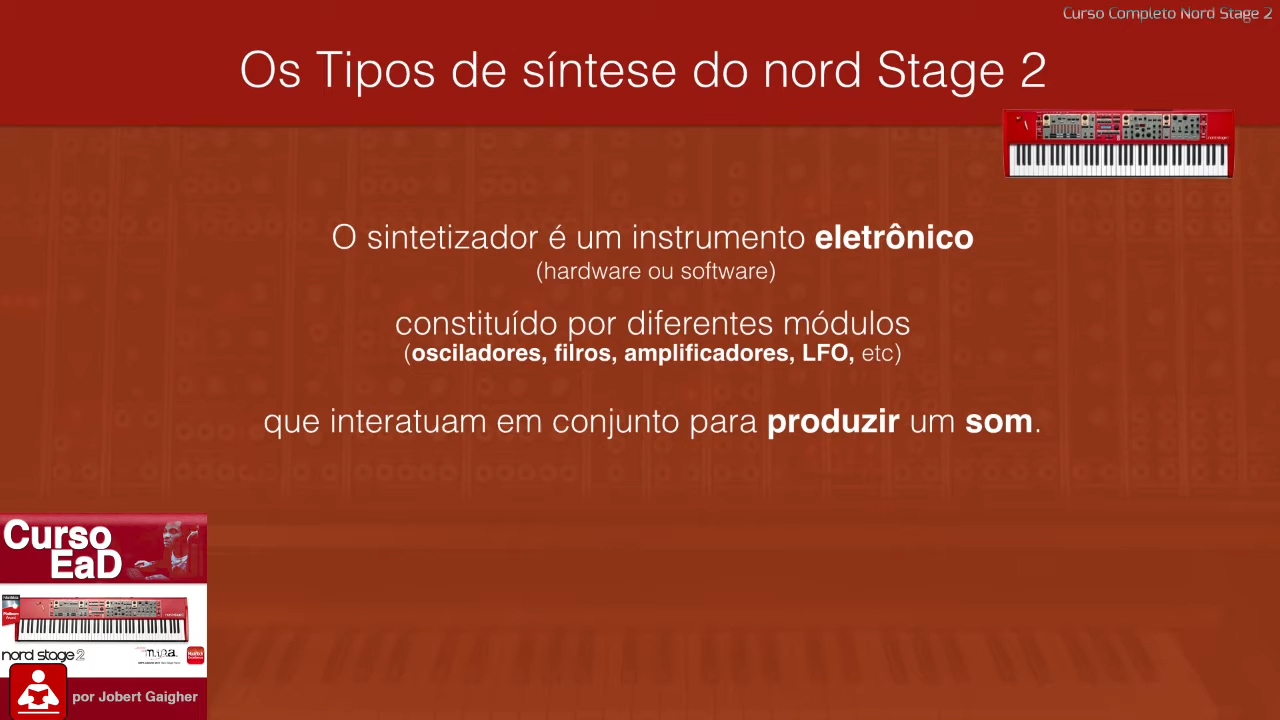 Curso Completo Nord Stage 2
Os Tipos de síntese do nord Stage 2
O sintetizador é um instrumento eletrônico
(hardware ou software)
constituído por diferentes módulos
(osciladores, filros, amplificadores, LFO, etc)
que interatuam em conjunto para produzir um som.
Curso
EaD
nord stage 2
m.i.p.a.
por Jobert Gaigher